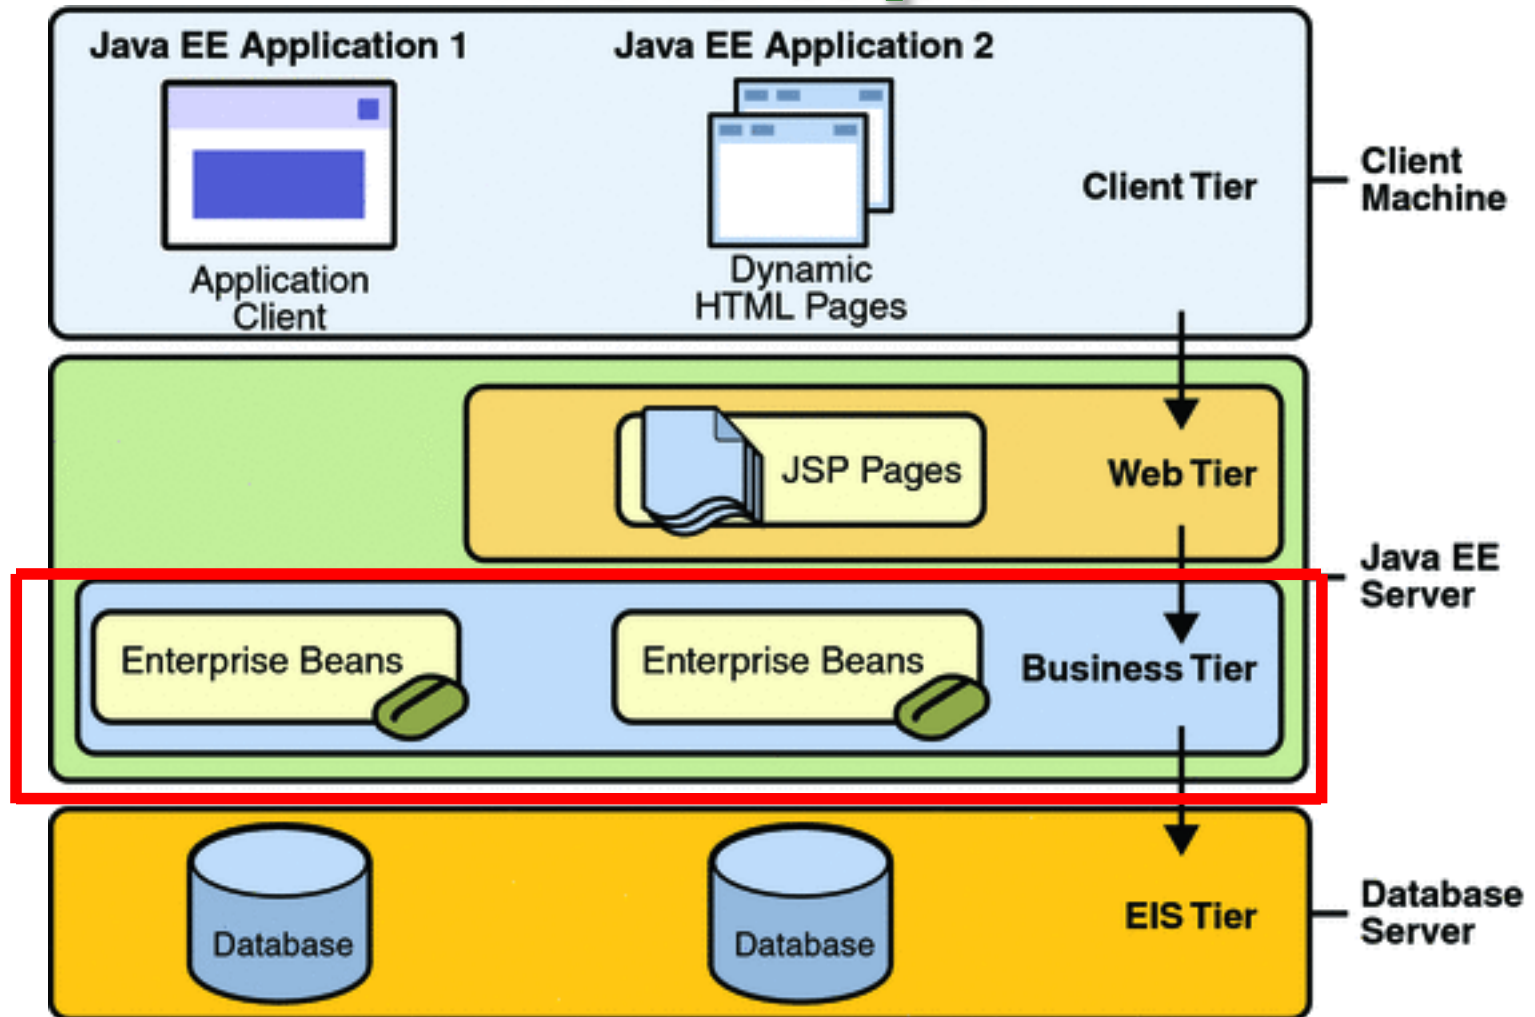 Java EE Application 1
Java EE Application 2
Application
Client
Dynamic
HTML Pages
Client Tier
Client
Machine
JSP Pages
Web Tier
Java EE
Server
Enterprise Beans
Enterprise Beans
Business Tier
Database
Database
EIS Tier
Database
Server